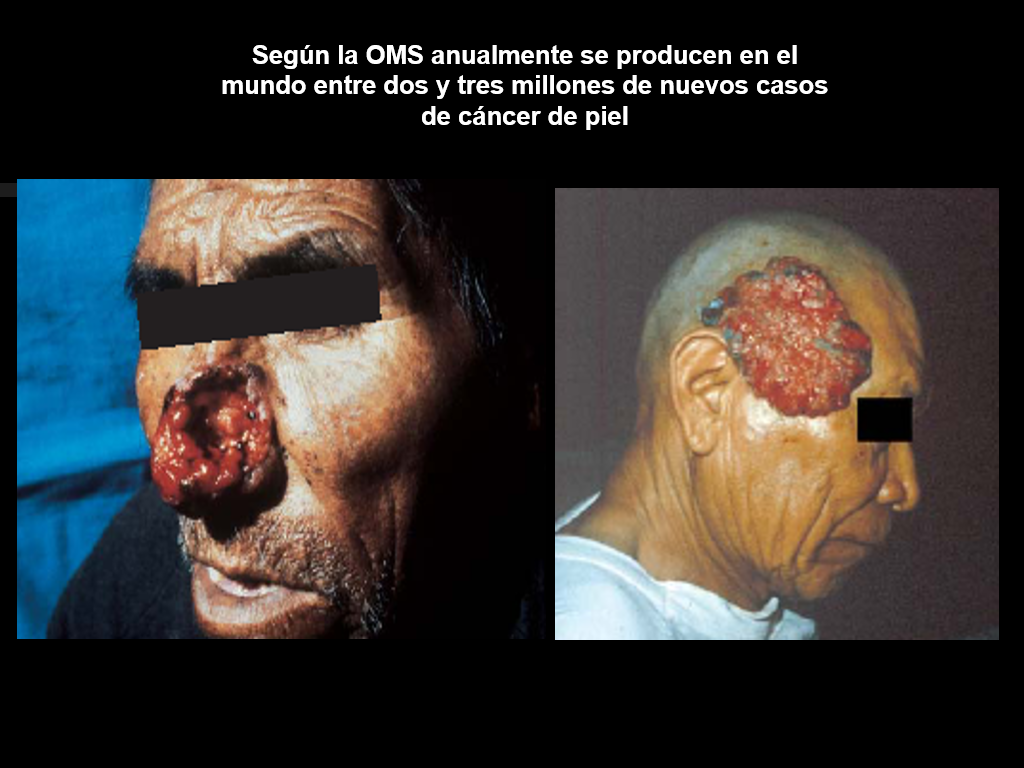 Según la OMS anualmente se producen en el
mundo entre dos y tres millones de nuevos casos
de cáncer de piel